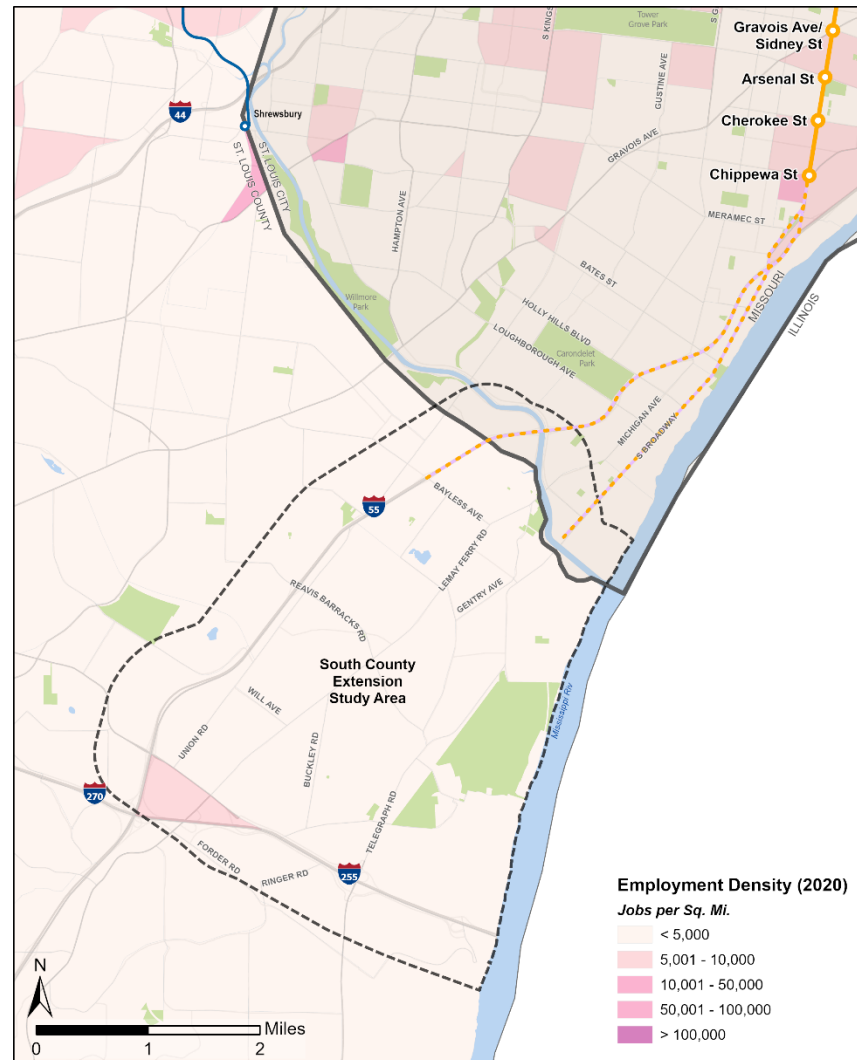 Tower
Grove Park
S KINGS
S G
GUSTINE AVE
Gravois Ave/
Sidney St
Arsenal St
Cherokee St
Chippewa St
44
Shrewsbury
ST. LOUIS CITY
ST. LOUIS COUNTY
GRAVOIS AVE
HAMPTON AVE
MERAMEC ST
BATES ST
MISSOURI
ILLINOIS
Willmore
Park
HOLLY HILLS BLVD
LOUGHBOROUGH AVE
Carondelet
Park
MICHIGAN AVE
S BROADWAY
55
BAYLESS AVE
LEMAY FERRY RD
GENTRY AVE
REAVIS BARRACKS RD
South County
Extension
Study Area
Mississippi Riv
WILL AVE
UNION RD
BUCKLEY RD
TELEGRAPH RD
270
FORDER RD
RINGER RD
255
Employment Density (2020)
Jobs per Sq. Mi.
< 5,000
5,001 - 10,000
10,001 - 50,000
50,001 - 100,000
> 100,000
N
Miles
0 1 2